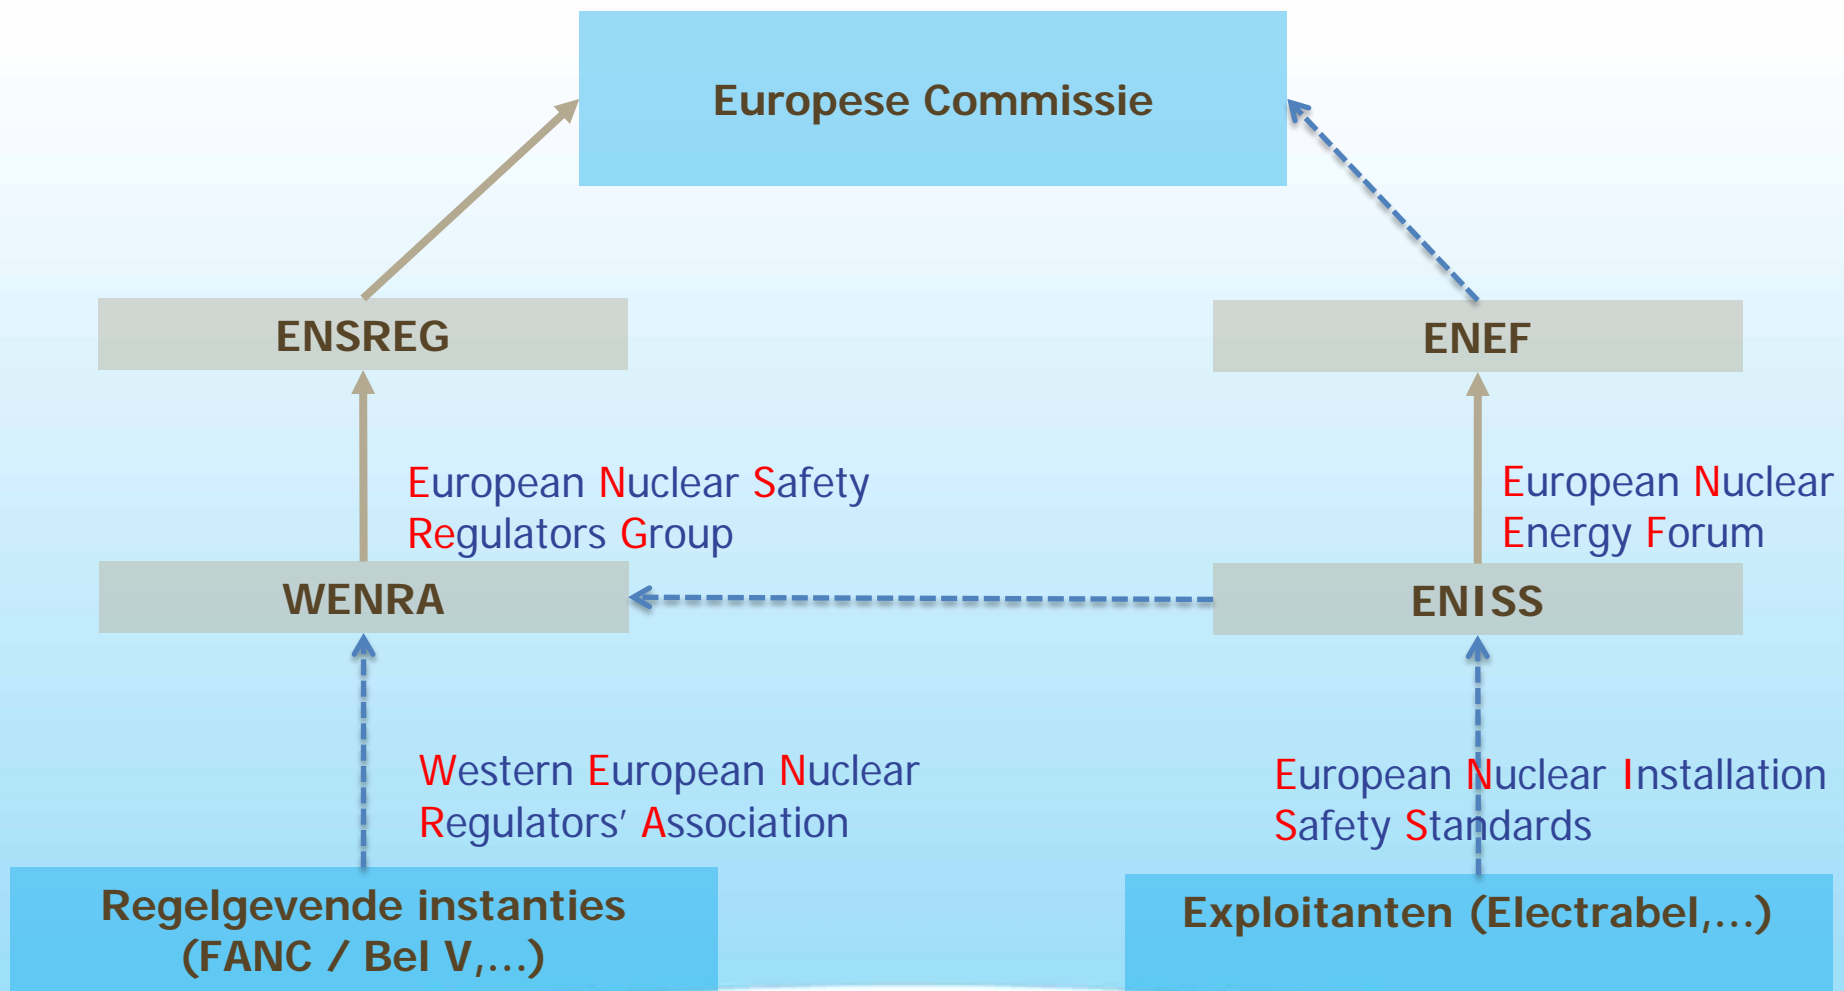 Europese Commissie
ENSREG
ENEF
European Nuclear Safety
Regulators Group
European Nuclear
Energy Forum
WENRA
ENISS
Western European Nuclear
Regulators’ Association
European Nuclear Installation
Safety Standards
Regelgevende instanties
(FANC / Bel V,...)
Exploitanten (Electrabel,...)